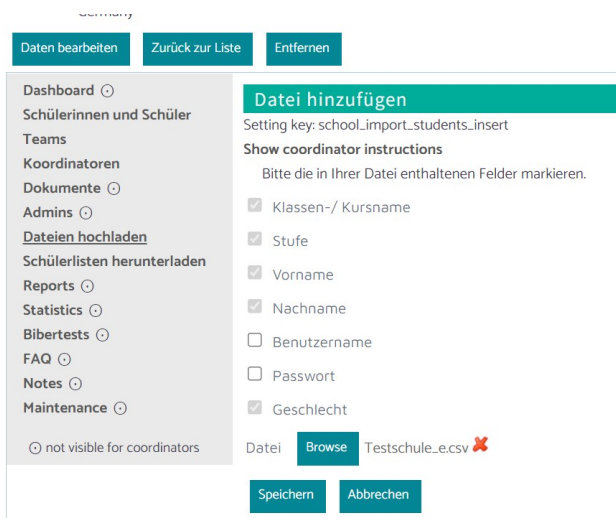 Germany
Daten bearbeiten
Zurück zur Liste
Entfernen
Dashboard
Schülerinnen und Schüler
Teams
Koordinatoren
Dokumente
Admins
Dateien hochladen
Schülerlisten herunterladen
Reports
Statistics
Bibertests
FAQ
Notes
Maintenance
not visible for coordinators
Datei hinzufügen
Setting key: school_import_students_insert
Show coordinator instructions
Bitte die in Ihrer Datei enthaltenen Felder markieren.
Klassen-/ Kursname
Stufe
Vorname
Nachname
Benutzername
Passwort
Geschlecht
Datei Browse Testschule_e.csv
Speichern
Abbrechen